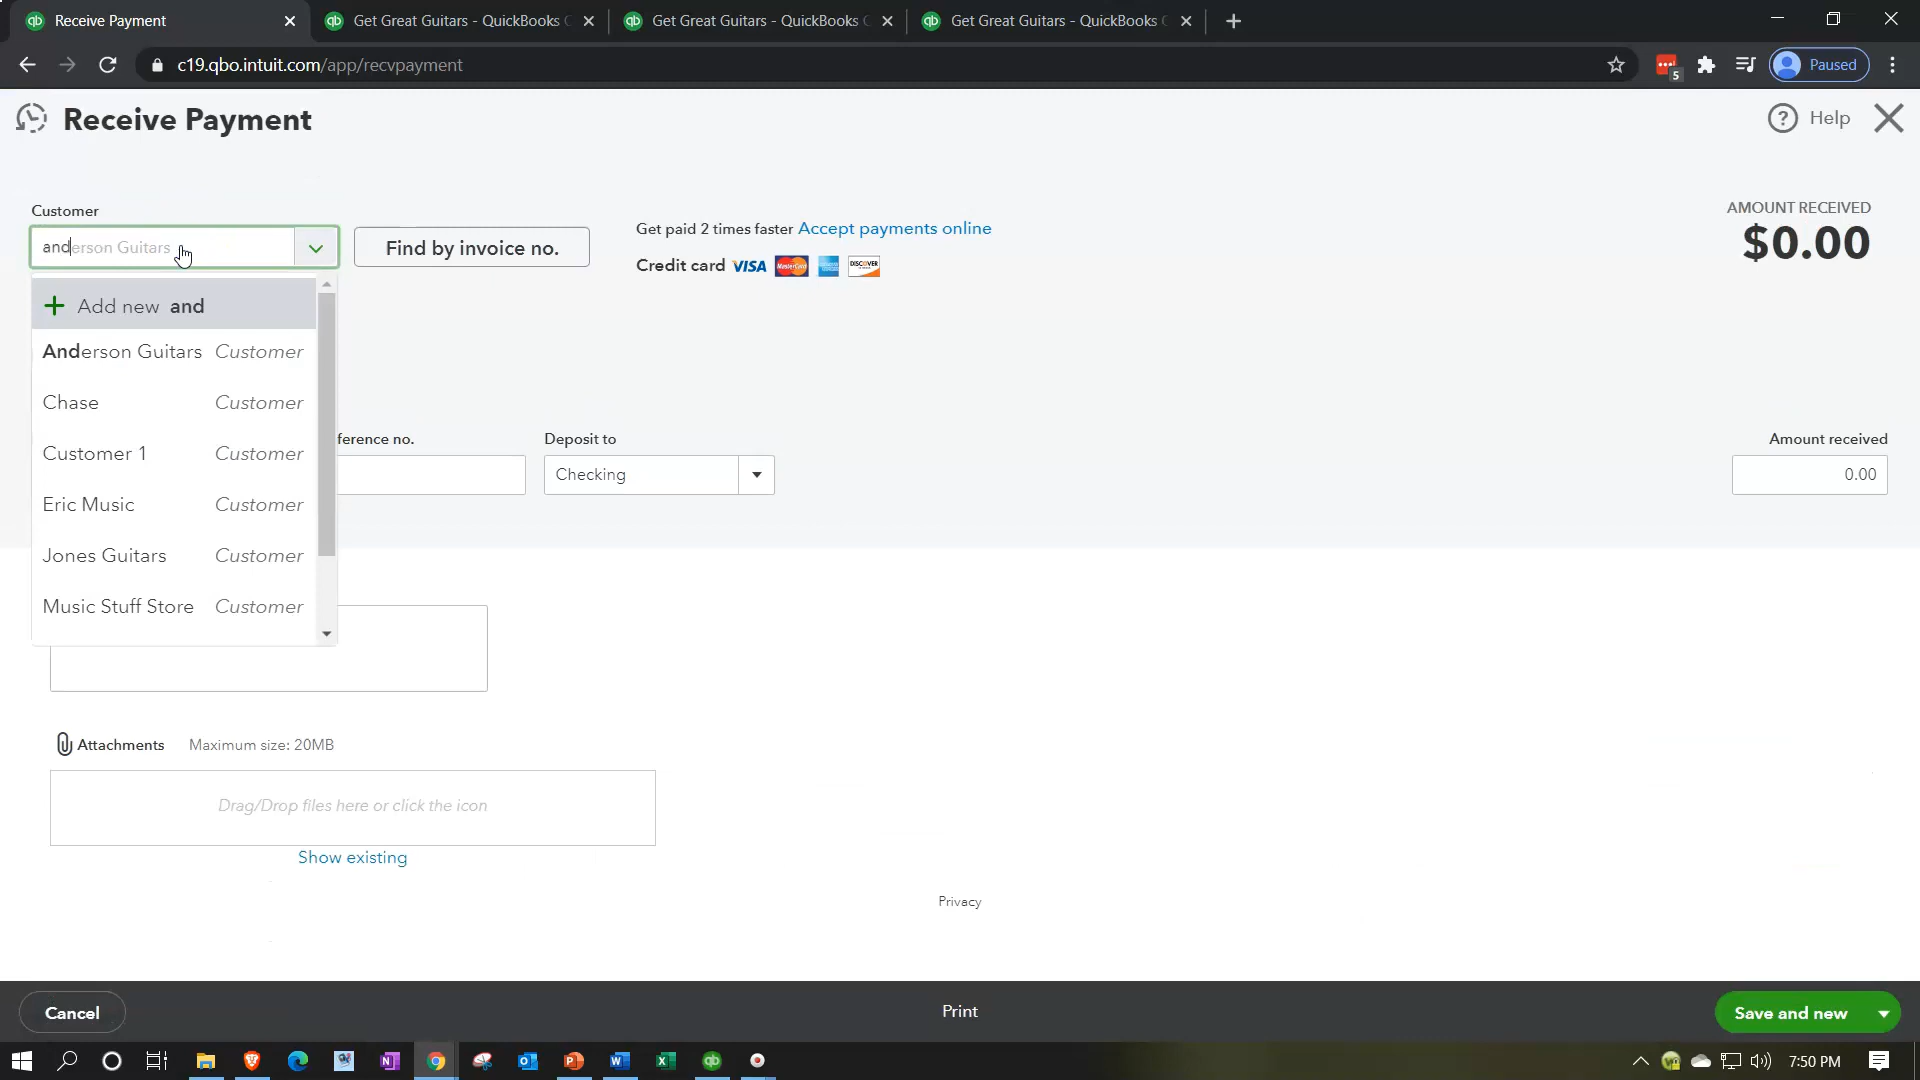 Receive Payment
Get Great Guitars - QuickBooks C
Get Great Guitars - QuickBooks C
Get Great Guitars - QuickBooks C
c19.qbo.intuit.com/app/recvpayment
5
Paused
Receive Payment
? Help
Customer
anderson Guitars
Find by invoice no.
Get paid 2 times faster Accept payments online
Credit card VISA MasterCard DISCOVER
AMOUNT RECEIVED
$0.00
+ Add new and
Anderson Guitars Customer
Chase Customer
Customer 1 Customer
Eric Music Customer
Jones Guitars Customer
Music Stuff Store Customer
ference no.
Deposit to
Checking
Amount received
0.00
Attachments Maximum size: 20MB
Drag/Drop files here or click the icon
Show existing
Privacy
Cancel
Print
Save and new
7:50 PM